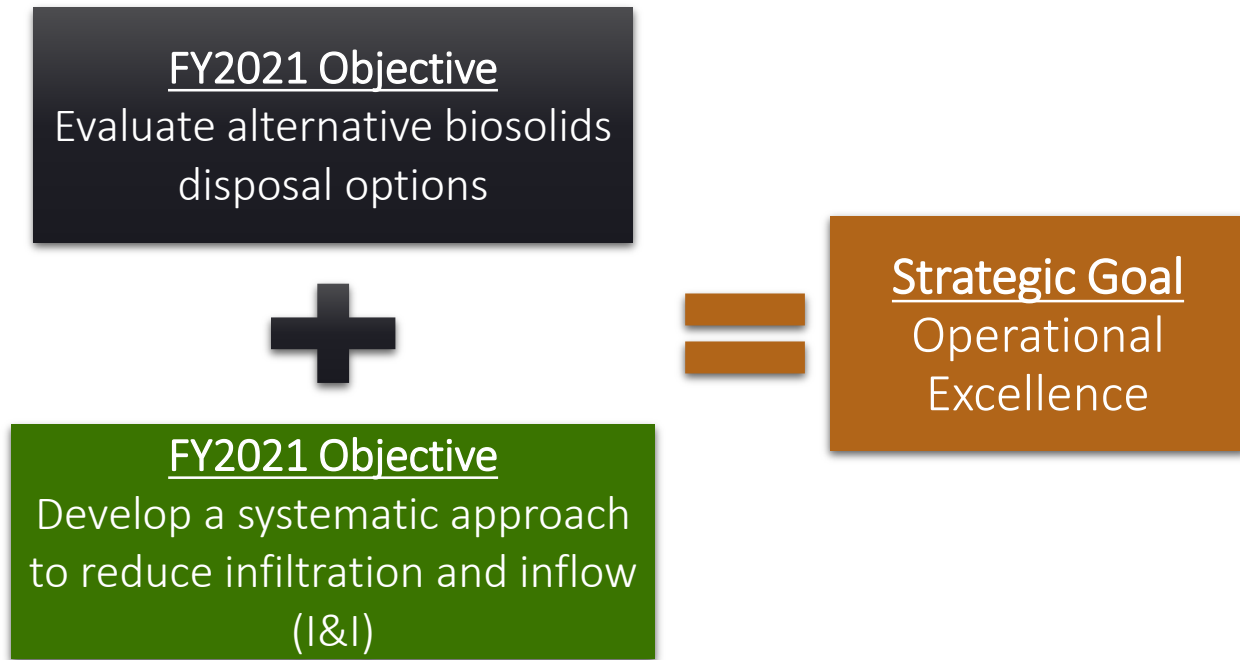 FY2021 Objective
Evaluate alternative biosolids
disposal options
FY2021 Objective
Develop a systematic approach
to reduce infiltration and inflow
(I&I)
Strategic Goal
Operational
Excellence